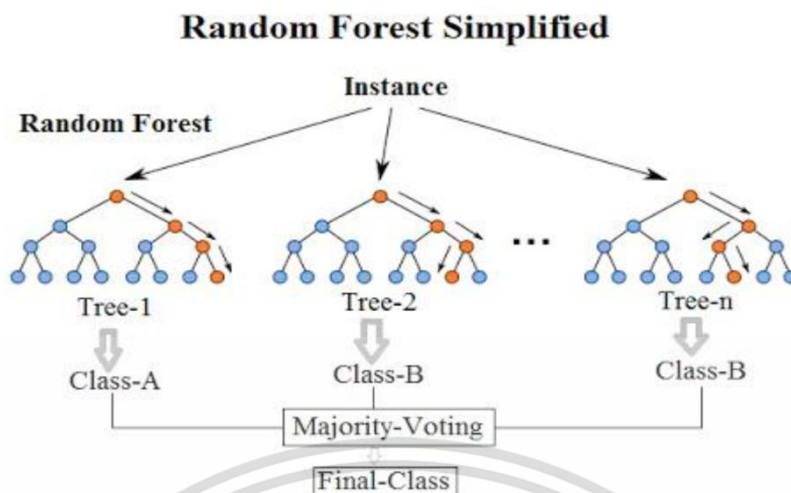 Random Forest Simplified
Instance
Random Forest
...
Tree-1 Tree-2 Tree-n
Class-A Class-B Class-B
Majority-Voting
Final-Class